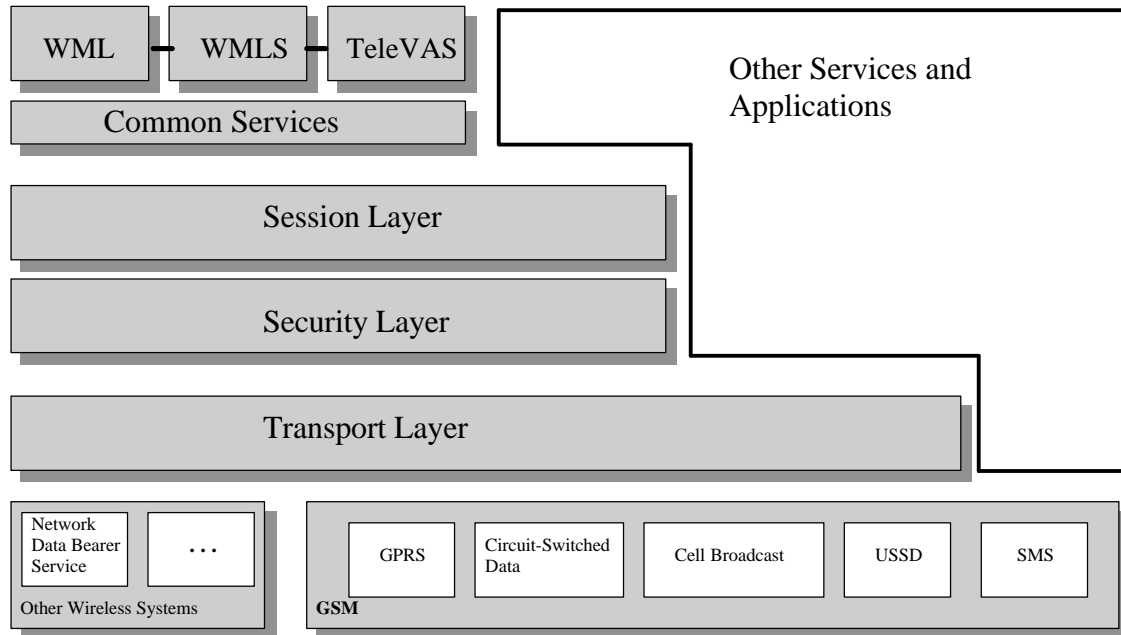 WML
WMLS
TeleVAS
Other Services and
Applications
Common Services
Session Layer
Security Layer
Transport Layer
Network
Data Bearer
Service
...
Other Wireless Systems
GPRS
Circuit-Switched
Data
Cell Broadcast
USSD
SMS
GSM